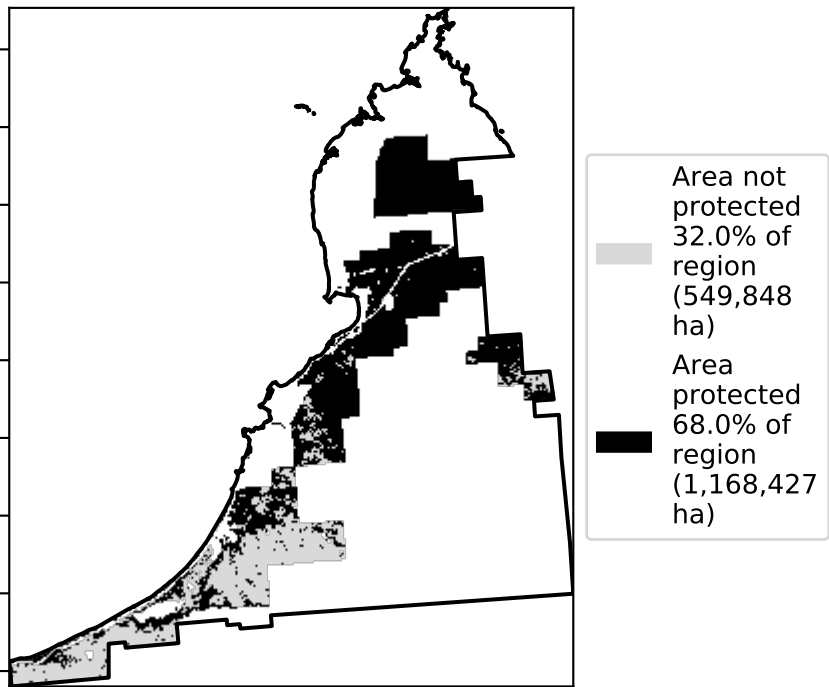 Area not
protected
32.0% of
region
(549,848
ha)
Area
protected
68.0% of
region
(1,168,427
ha)